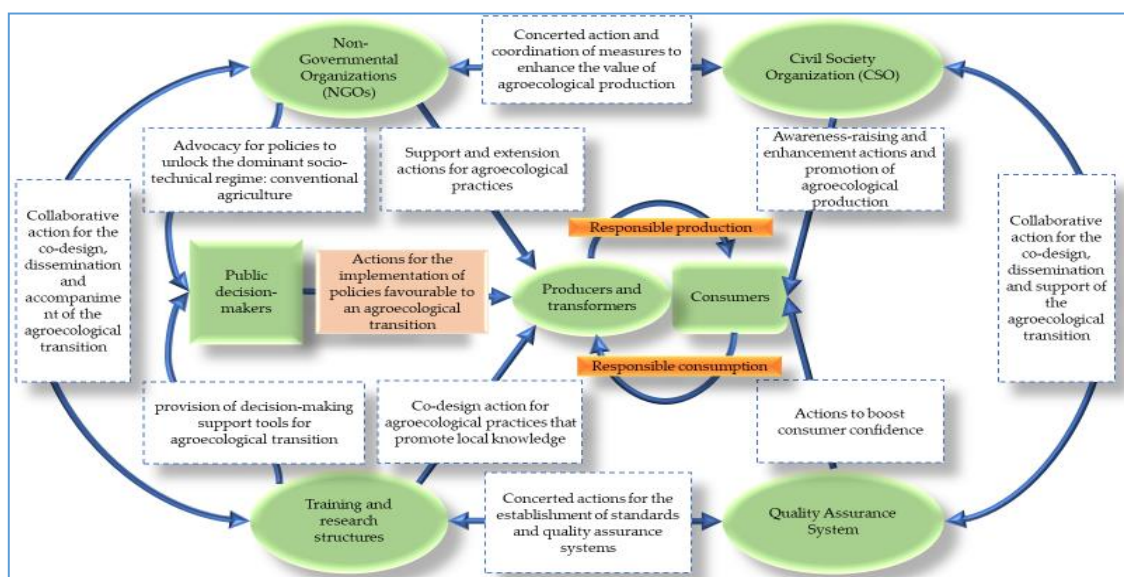 Non-
Governmental
Organizations
(NGOs)
Concerted action and
coordination of measures to
enhance the value of
agroecological production
Civil Society
Organization (CSO)
Advocacy for policies to
unlock the dominant socio-
technical regime: conventional
agriculture
Support and extension
actions for agroecological
practices
Awareness-raising and
enhancement actions and
promotion of
agroecological
production
Collaborative
action for the
co-design,
dissemination
and
accompanime
nt of the
agroecological
transition
Responsible production
Collaborative
action for the
co-design,
dissemination
and support of
the
agroecological
transition
Public
decision-
makers
Actions for the
implementation of
policies favourable to
an agroecological
transition
Producers and
transformers
Consumers
Responsible consumption
provision of decision-making
support tools for
agroecological transition
Co-design action for
agroecological practices that
promote local knowledge
Actions to boost
consumer confidence
Training and
research
structures
Concerted actions for the
establishment of standards
and quality assurance
systems
Quality Assurance
System